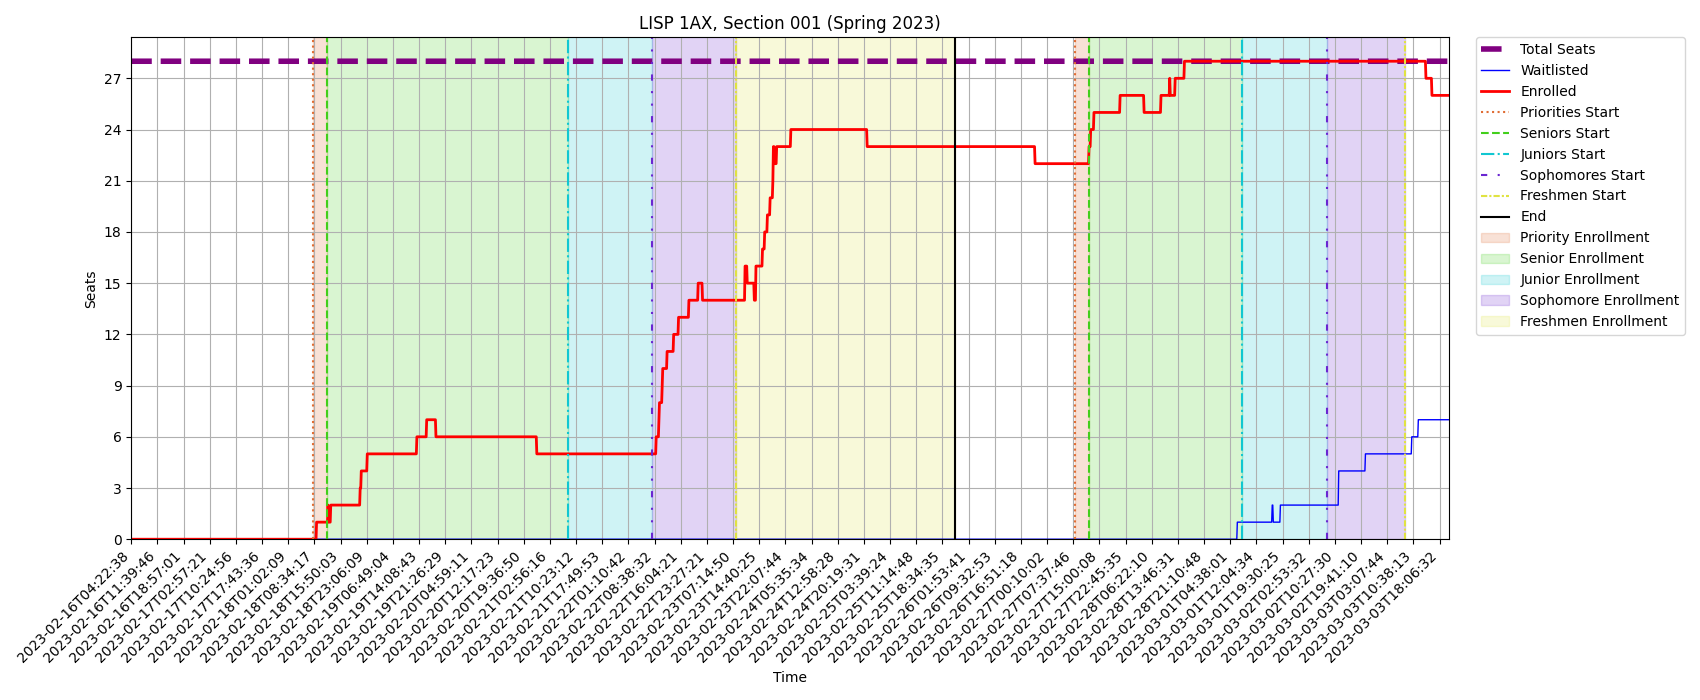 LISP 1AX, Section 001 (Spring 2023)
Seats
27
24
21
18
15
12
9
6
3
0
2023-02-16T04:22:38
2023-02-16T11:39:46
2023-02-16T18:57:01
2023-02-17T02:57:21
2023-02-17T10:24:56
2023-02-17T17:43:36
2023-02-18T01:02:09
2023-02-18T08:34:17
2023-02-18T15:50:03
2023-02-18T23:06:09
2023-02-19T06:49:04
2023-02-19T14:08:43
2023-02-19T21:26:29
2023-02-20T04:59:11
2023-02-20T12:17:23
2023-02-20T19:36:50
2023-02-21T02:56:16
2023-02-21T10:23:12
2023-02-21T17:49:53
2023-02-22T01:10:42
2023-02-22T08:38:32
2023-02-22T16:04:21
2023-02-22T23:27:21
2023-02-23T07:14:50
2023-02-23T14:40:25
2023-02-23T22:07:44
2023-02-24T05:35:34
2023-02-24T12:58:28
2023-02-24T20:19:31
2023-02-25T03:39:24
2023-02-25T11:14:48
2023-02-25T18:34:35
2023-02-26T01:53:41
2023-02-26T09:32:53
2023-02-26T16:51:18
2023-02-27T00:10:02
2023-02-27T07:37:46
2023-02-27T15:00:08
2023-02-27T22:45:35
2023-02-28T06:22:10
2023-02-28T13:46:31
2023-02-28T21:10:48
2023-03-01T04:38:01
2023-03-01T12:04:34
2023-03-01T19:30:25
2023-03-02T02:53:32
2023-03-02T10:27:30
2023-03-02T19:41:10
2023-03-03T03:07:44
2023-03-03T10:38:13
2023-03-03T18:06:32
Time
Total Seats
Waitlisted
Enrolled
Priorities Start
Seniors Start
Juniors Start
Sophomores Start
Freshmen Start
End
Priority Enrollment
Senior Enrollment
Junior Enrollment
Sophomore Enrollment
Freshmen Enrollment